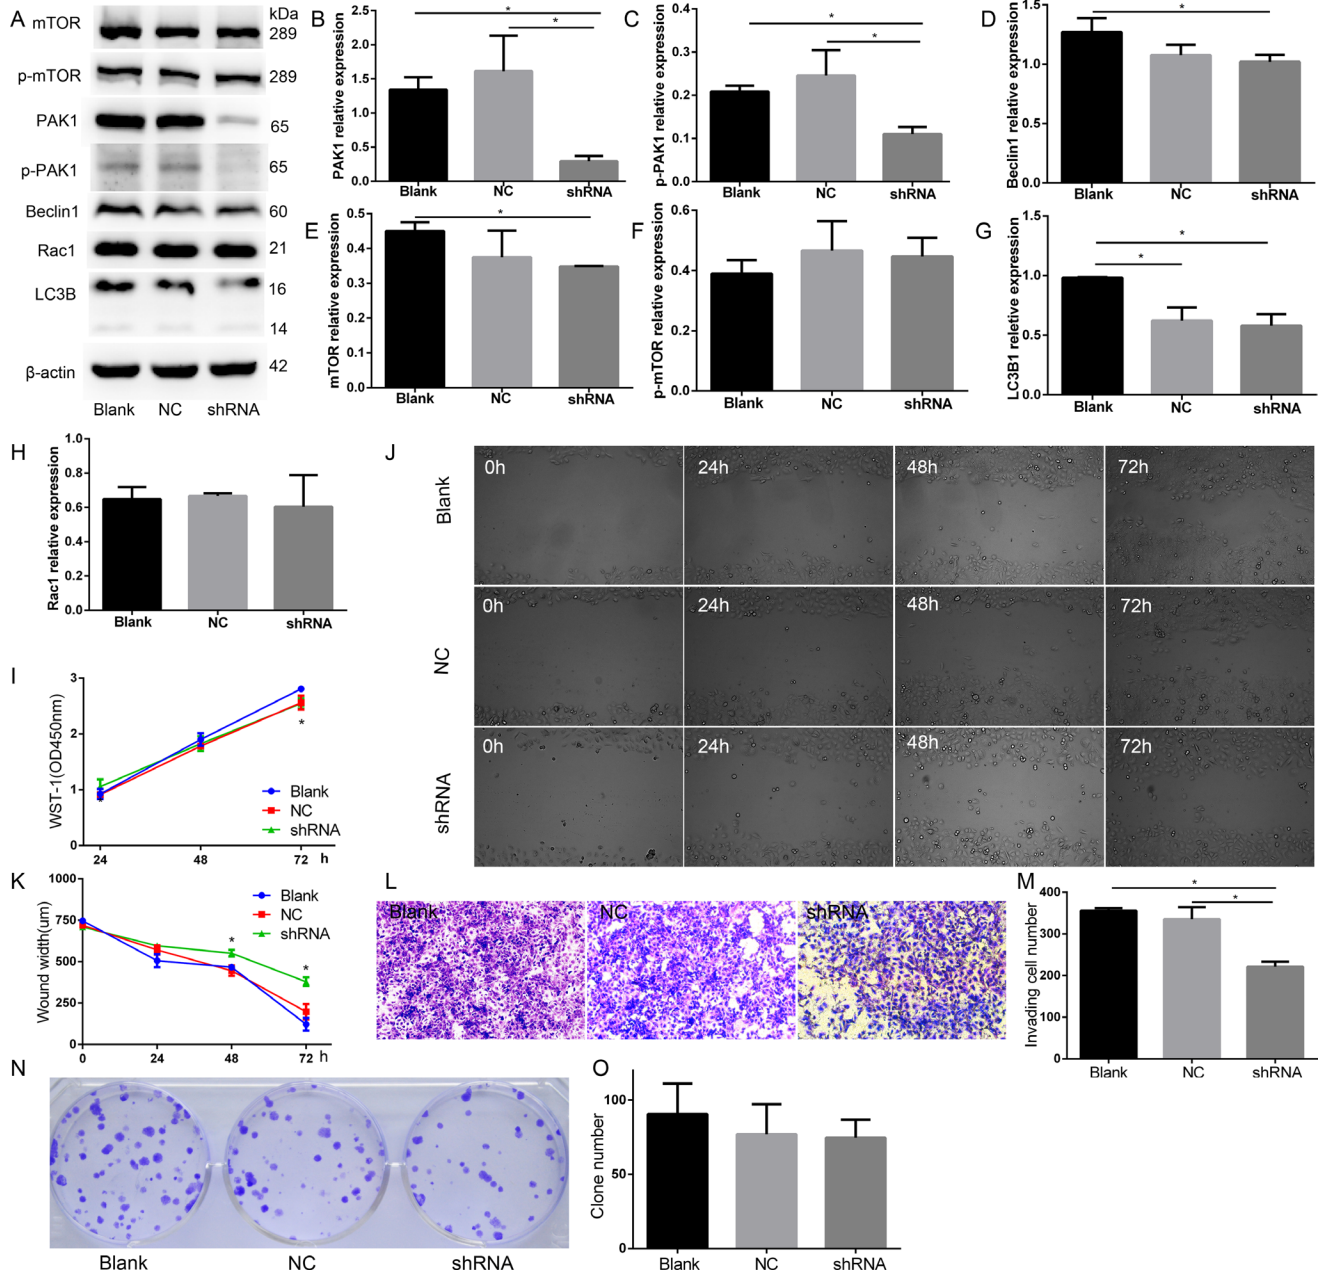 A
kDa
mTOR
289
p-mTOR
289
PAK1
65
p-PAK1
65
Beclin1
60
Rac1
21
LC3B
16
14
β-actin
42
Blank NC shRNA
B
PAK1 relative expression
2.5
2.0
1.5
1.0
0.5
0.0
* 
*
Blank NC shRNA
C
p-PAK1 relative expression
0.4
0.3
0.2
0.1
0.0
*
*
Blank NC shRNA
D
Beclin1 relative expression
1.5
1.0
0.5
0.0
*
Blank NC shRNA
E
mTOR relative expression
0.5
0.4
0.3
0.2
0.1
0.0
*
Blank NC shRNA
F
p-mTOR relative expression
0.6
0.4
0.2
0.0
Blank NC shRNA
G
LC3B1 reletive expression
1.5
1.0
0.5
0.0
*
*
Blank NC shRNA
H
Rac1 relative expression
1.0
0.8
0.6
0.4
0.2
0.0
Blank NC shRNA
I
WST-1(OD450nm)
3
2
1
0
*
*
Blank
NC
shRNA
24 48 72 h
J
Blank
0h 24h 48h 72h
NC
0h 24h 48h 72h
shRNA
0h 24h 48h 72h
K
Wound width(um)
1000
750
500
250
0
Blank
NC
shRNA
*
*
0 24 48 72 h
L
Blank NC shRNA
M
Invading cell number
400
300
200
100
0
*
*
Blank NC shRNA
N
Blank NC shRNA
O
Clone number
100
50
0
Blank NC shRNA